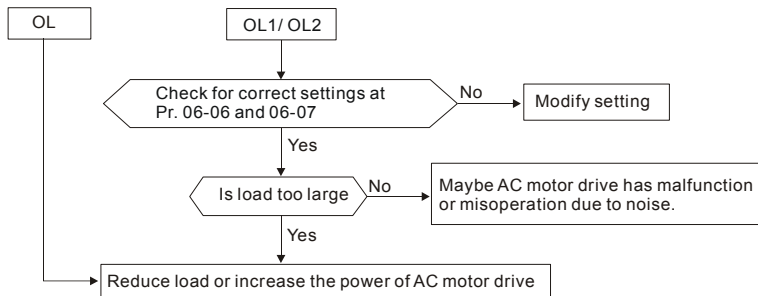 OL
OL1/ OL2
Check for correct settings at
Pr. 06-06 and 06-07
No
Modify setting
Yes
Is load too large
No
Maybe AC motor drive has malfunction
or misoperation due to noise.
Yes
Reduce load or increase the power of AC motor drive